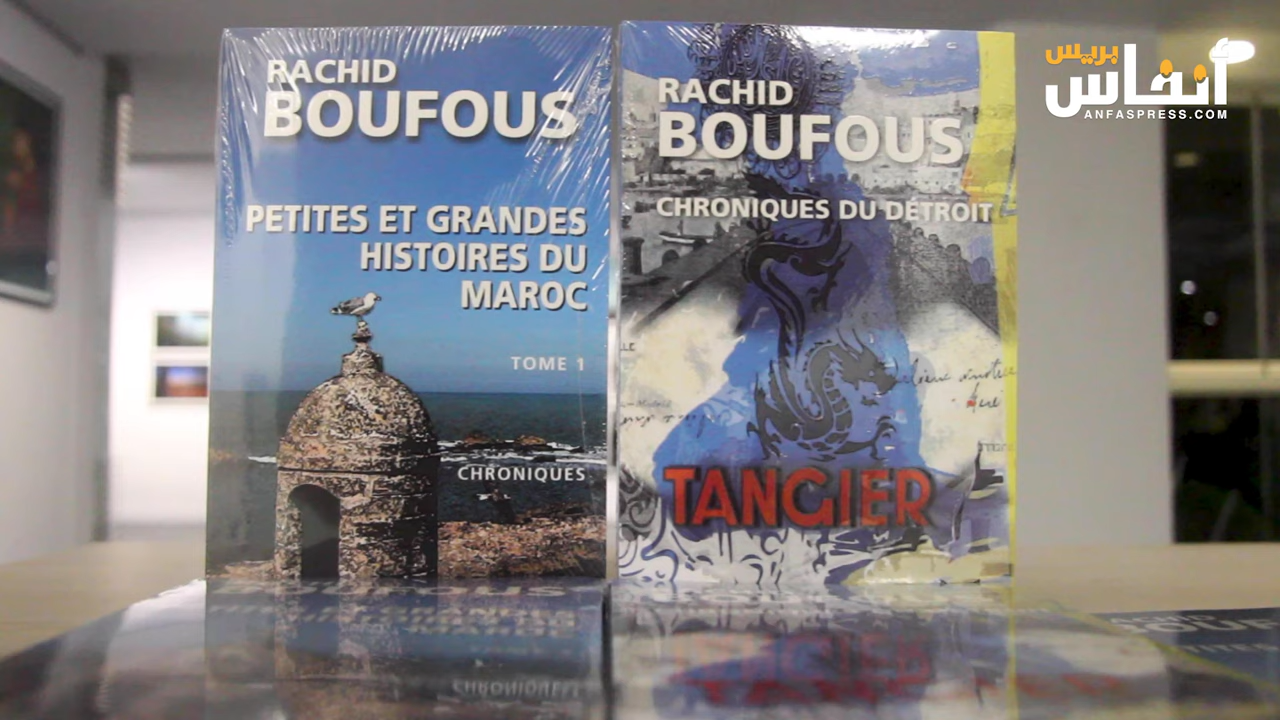 RACHID
BOUFOUS
PETITES ET GRANDES
HISTOIRES DU
MAROC
TOME 1
CHRONIQUES
RACHID
BOUFOUS
CHRONIQUES DU DÉTROIT
TANGIER
أنفاس بريس
ANFASPRESS.COM